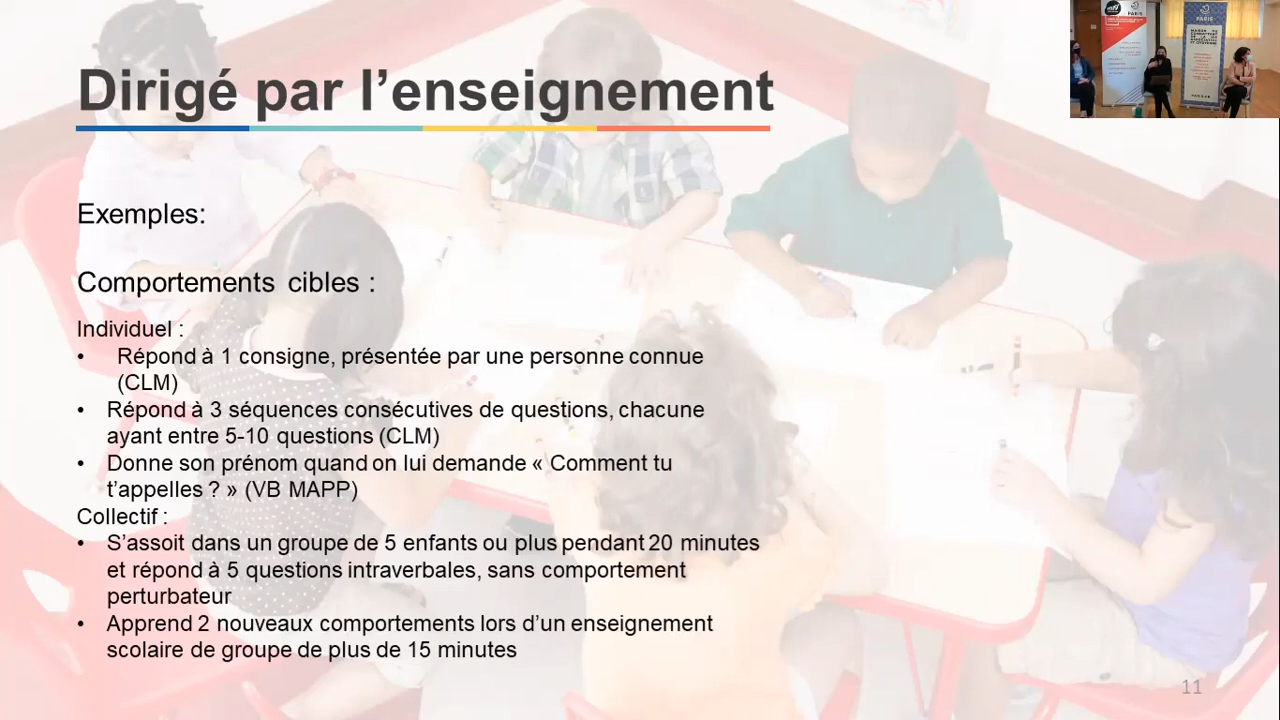 Dirigé par l’enseignement
Exemples:
Comportements cibles :
Individuel :
• Répond à 1 consigne, présentée par une personne connue
(CLM)
• Répond à 3 séquences consécutives de questions, chacune
ayant entre 5-10 questions (CLM)
• Donne son prénom quand on lui demande « Comment tu
t’appelles ? » (VB MAPP)
Collectif :
• S’assoit dans un groupe de 5 enfants ou plus pendant 20 minutes
et répond à 5 questions intraverbales, sans comportement
perturbateur
• Apprend 2 nouveaux comportements lors d’un enseignement
scolaire de groupe de plus de 15 minutes
11
PARIS
PARIS